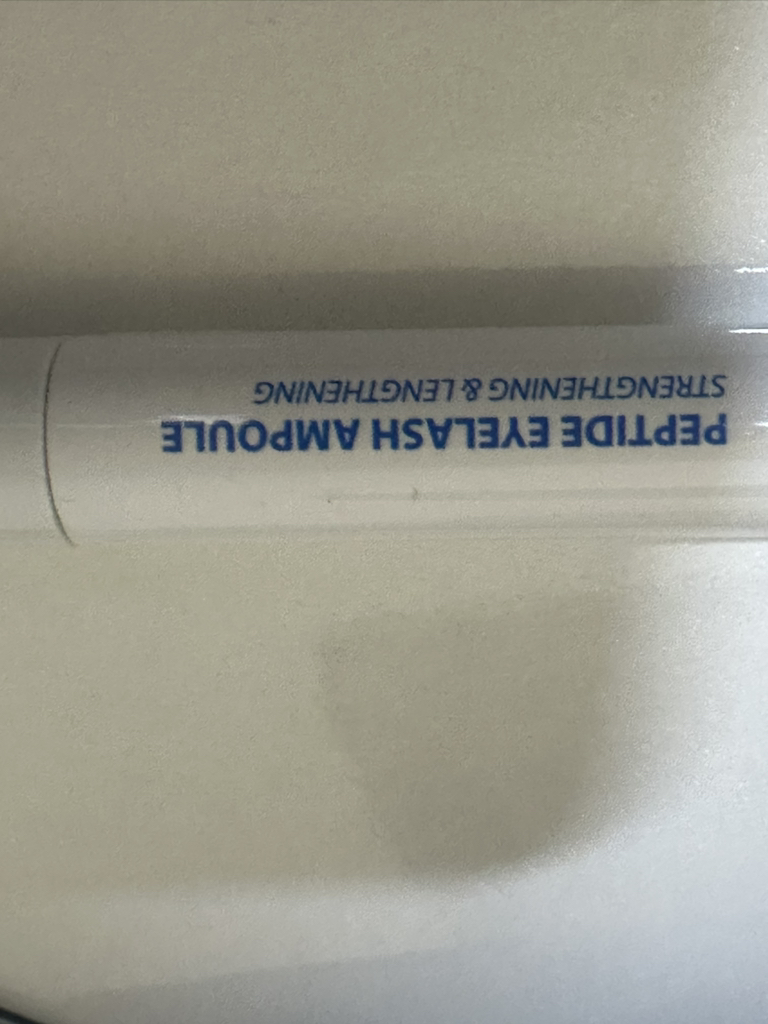 PEPTIDE EYELASH AMPOULE
STRENGTHENING & LENGTHENING